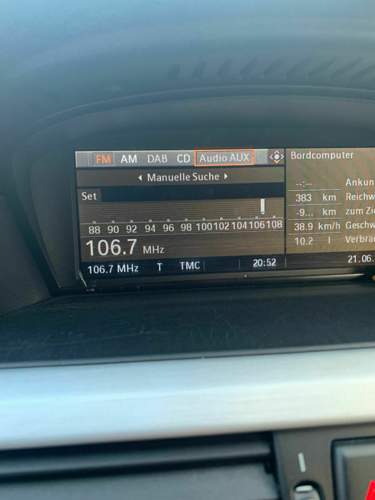 FM AM DAB CD Audio AUX
Manuelle Suche
Set
88 90 92 94 96 98 100 102 104 106 108
106.7 MHz
106.7 MHz T TMC 20:52
Bordcomputer
--:-- Ankun
383 km Reichw
-9... km zum Zi
38.9 km/h Geschw
10.2 l Verbra
21.06.